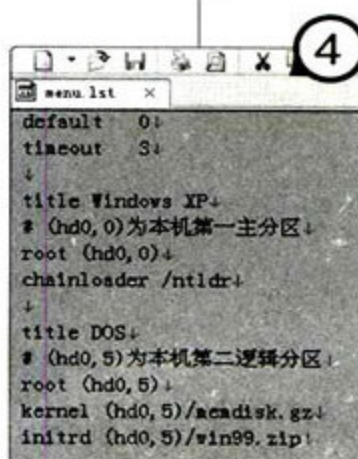 ④
menu.lst ×
default 0↓
timeout 3↓
↓
title Windows XP↓
# (hd0,0)为本机第一主分区↓
root (hd0,0)↓
chainloader /ntldr↓
↓
title DOS↓
# (hd0,5)为本机第二逻辑分区↓
root (hd0,5)↓
kernel (hd0,5)/memdisk.gz↓
initrd (hd0,5)/win99.zip↓